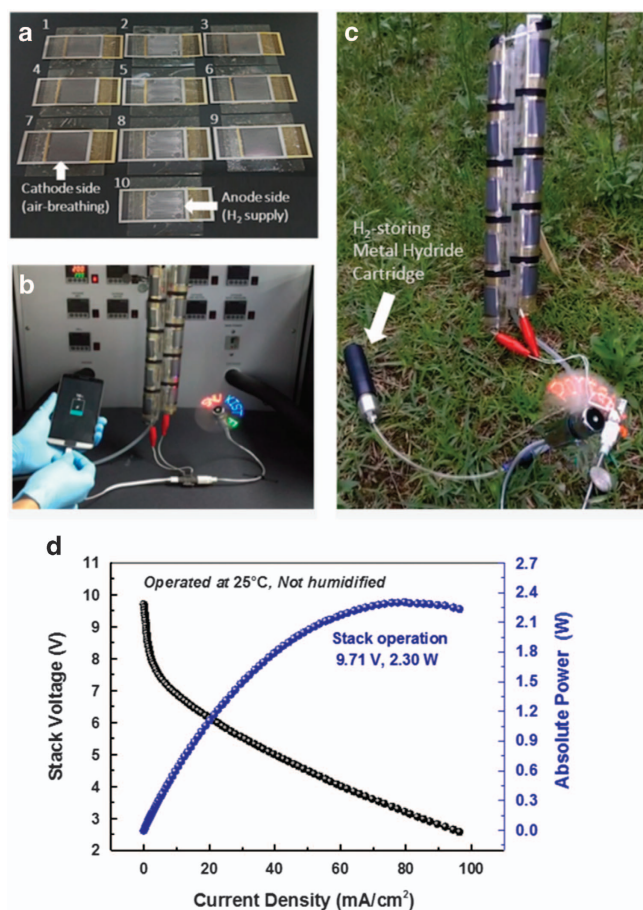 a
1
2
3
4
5
6
7
8
9
10
Cathode side
(air-breathing)
Anode side
(H₂ supply)
b
SNU
KIST
c
H₂-storing
Metal Hydride
Cartridge
d
Operated at 25°C, Not humidified
Stack operation
9.71 V, 2.30 W
Stack Voltage (V)
11
10
9
8
7
6
5
4
3
2
Absolute Power (W)
2.7
2.4
2.1
1.8
1.5
1.2
0.9
0.6
0.3
0.0
0
20
40
60
80
100
Current Density (mA/cm²)